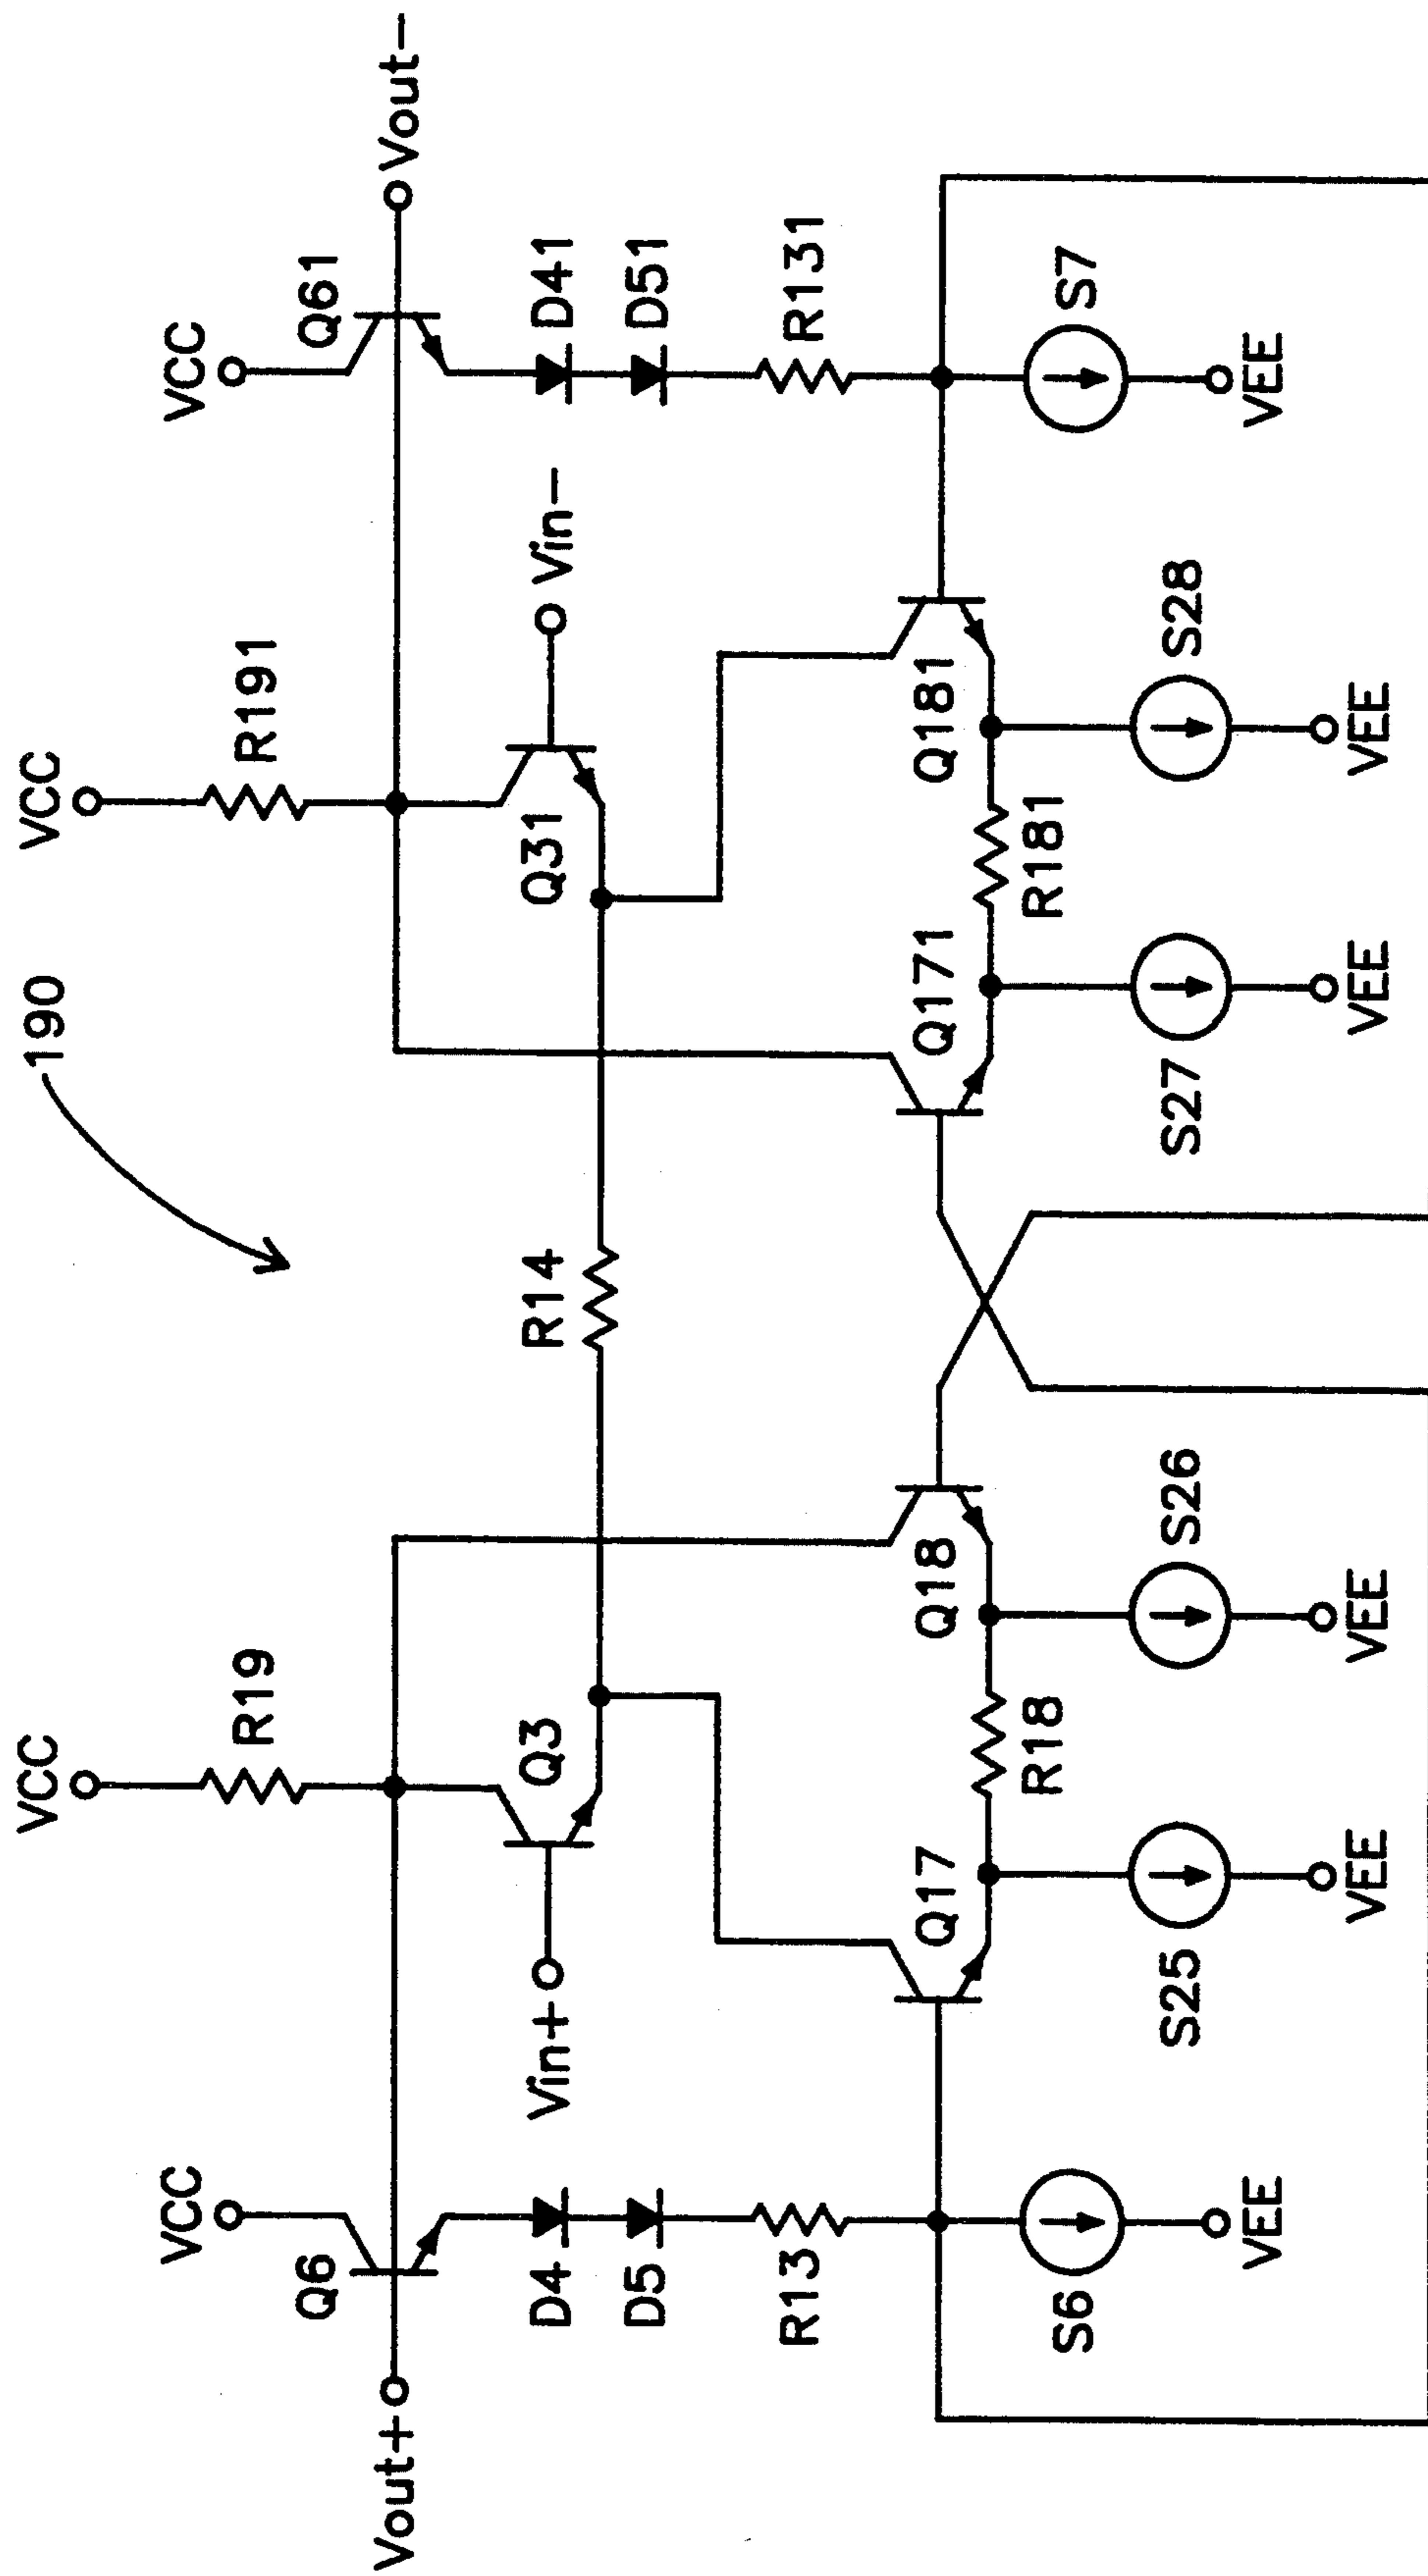 190
VCC
VCC
VCC
VCC
R19
R191
Q6
Q61
Vout+
Vout-
Q3
R14
Q31
Vin+
Vin-
D4
D41
D5
D51
R13
R131
Q17
Q18
Q171
Q181
R18
R181
S6
S7
S25
S26
S27
S28
VEE
VEE
VEE
VEE
VEE
VEE